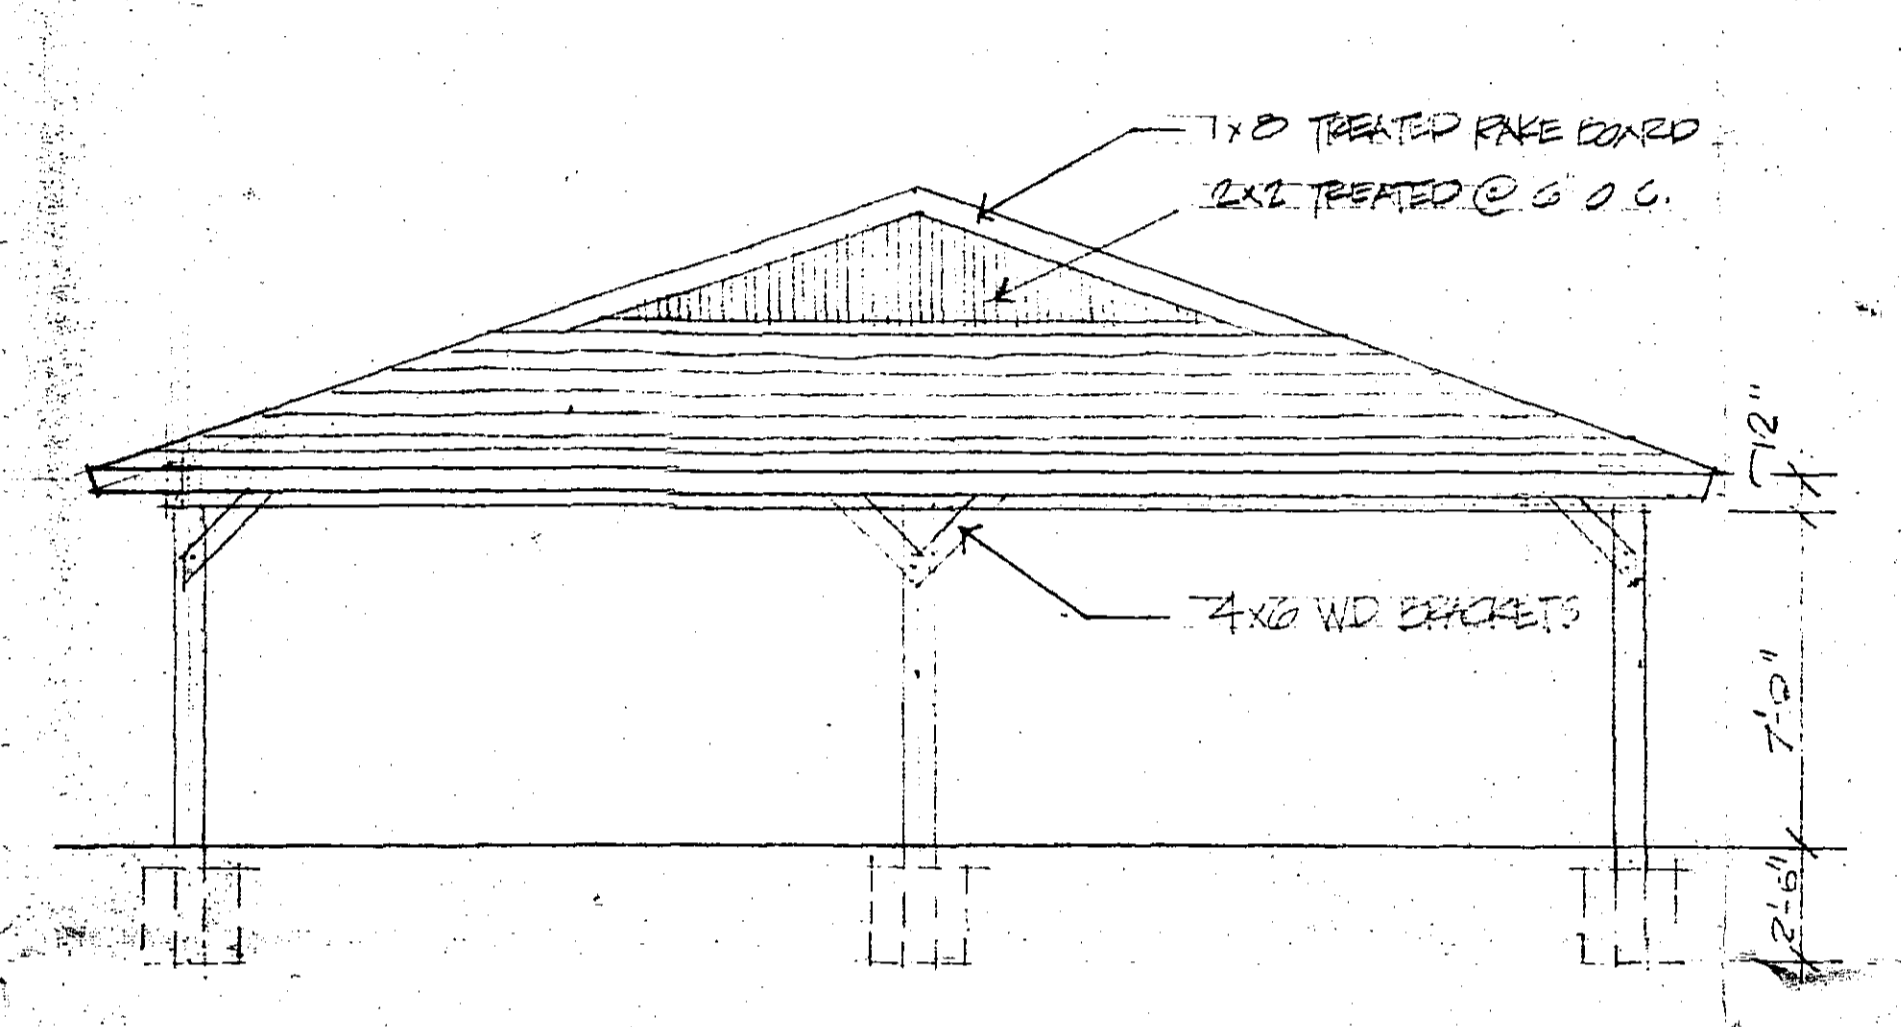 1x8 TREATED RAKE BOARD
2x2 TREATED @ 6 O.C.
4x6 WD. BRACKETS
12"
7'-0"
2'-6"